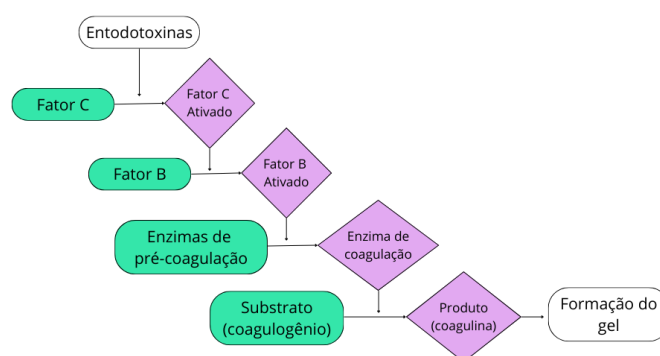 Entodotoxinas
Fator C
Fator C
Ativado
Fator B
Fator B
Ativado
Enzimas de
pré-coagulação
Enzima de
coagulação
Substrato
(coagulogênio)
Produto
(coagulina)
Formação do
gel